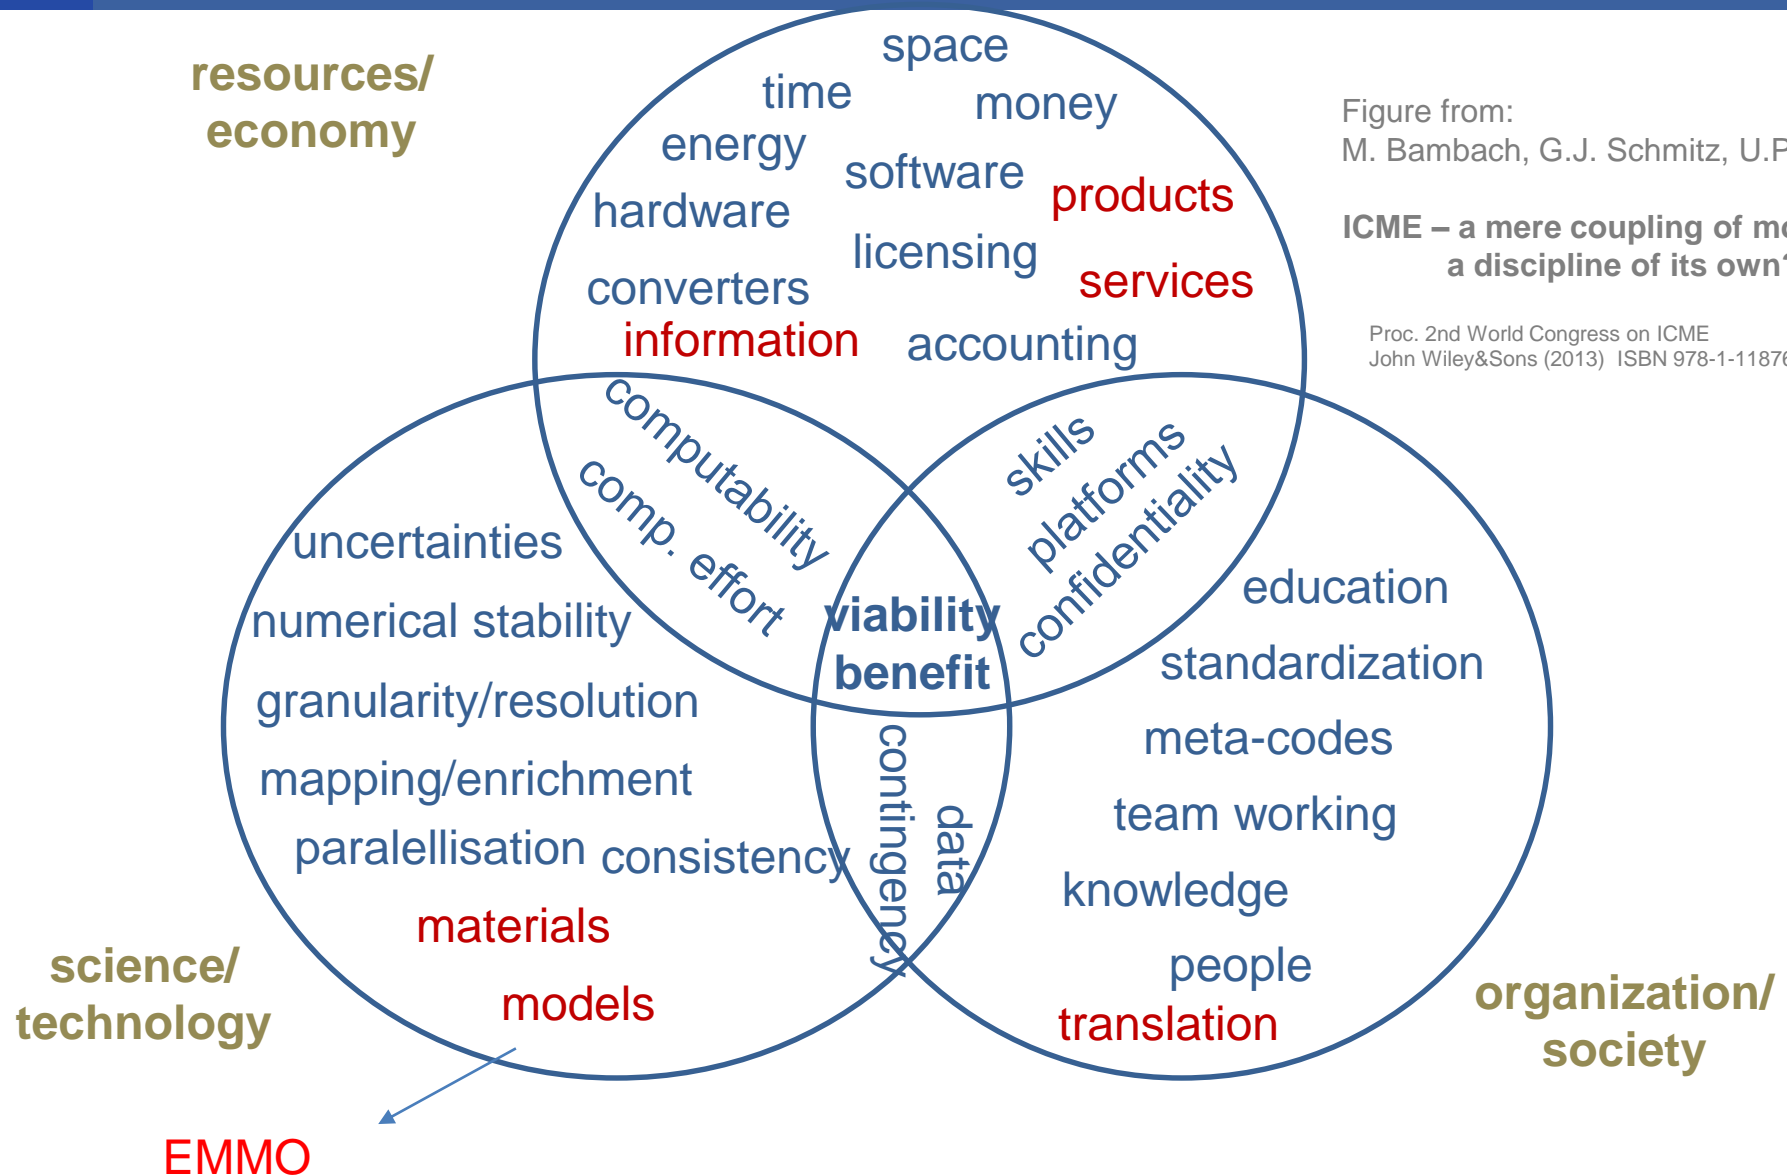 resources/
economy
space
time
money
energy
software
products
hardware
licensing
services
converters
information
accounting
Figure from:
M. Bambach, G.J. Schmitz, U.P
ICME – a mere coupling of mo
a discipline of its own?
Proc. 2nd World Congress on ICME
John Wiley&Sons (2013) ISBN 978-1-11876
computability
comp. effort
skills
platforms
confidentiality
viability
benefit
contingency
data
uncertainties
numerical stability
granularity/resolution
mapping/enrichment
paralellisation
consistency
materials
models
education
standardization
meta-codes
team working
knowledge
people
translation
science/
technology
organization/
society
EMMO